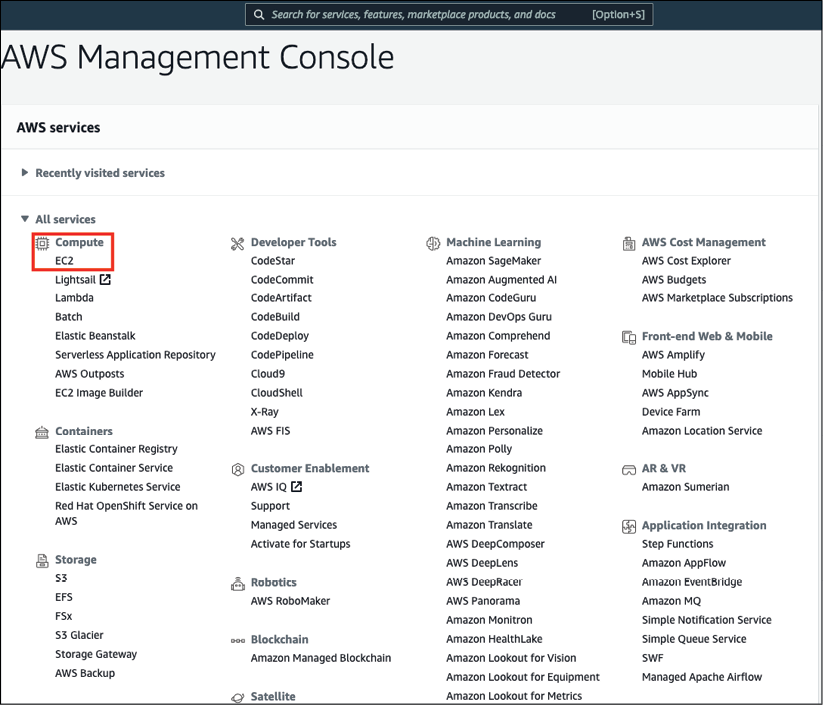 Search for services, features, marketplace products, and docs [Option+S]
AWS Management Console
AWS services
Recently visited services
All services
Compute
EC2
Lightsail
Lambda
Batch
Elastic Beanstalk
Serverless Application Repository
AWS Outposts
EC2 Image Builder
Containers
Elastic Container Registry
Elastic Container Service
Elastic Kubernetes Service
Red Hat OpenShift Service on
AWS
Storage
S3
EFS
FSx
S3 Glacier
Storage Gateway
AWS Backup
Developer Tools
CodeStar
CodeCommit
CodeArtifact
CodeBuild
CodeDeploy
CodePipeline
Cloud9
CloudShell
X-Ray
AWS FIS
Customer Enablement
AWS IQ
Support
Managed Services
Activate for Startups
Robotics
AWS RoboMaker
Blockchain
Amazon Managed Blockchain
Satellite
Machine Learning
Amazon SageMaker
Amazon Augmented AI
Amazon CodeGuru
Amazon DevOps Guru
Amazon Comprehend
Amazon Forecast
Amazon Fraud Detector
Amazon Kendra
Amazon Lex
Amazon Personalize
Amazon Polly
Amazon Rekognition
Amazon Textract
Amazon Transcribe
Amazon Translate
AWS DeepComposer
AWS DeepLens
AWS DeepRacer
AWS Panorama
Amazon Monitron
Amazon HealthLake
Amazon Lookout for Vision
Amazon Lookout for Equipment
Amazon Lookout for Metrics
AWS Cost Management
AWS Cost Explorer
AWS Budgets
AWS Marketplace Subscriptions
Front-end Web & Mobile
AWS Amplify
Mobile Hub
AWS AppSync
Device Farm
Amazon Location Service
AR & VR
Amazon Sumerian
Application Integration
Step Functions
Amazon AppFlow
Amazon EventBridge
Amazon MQ
Simple Notification Service
Simple Queue Service
SWF
Managed Apache Airflow